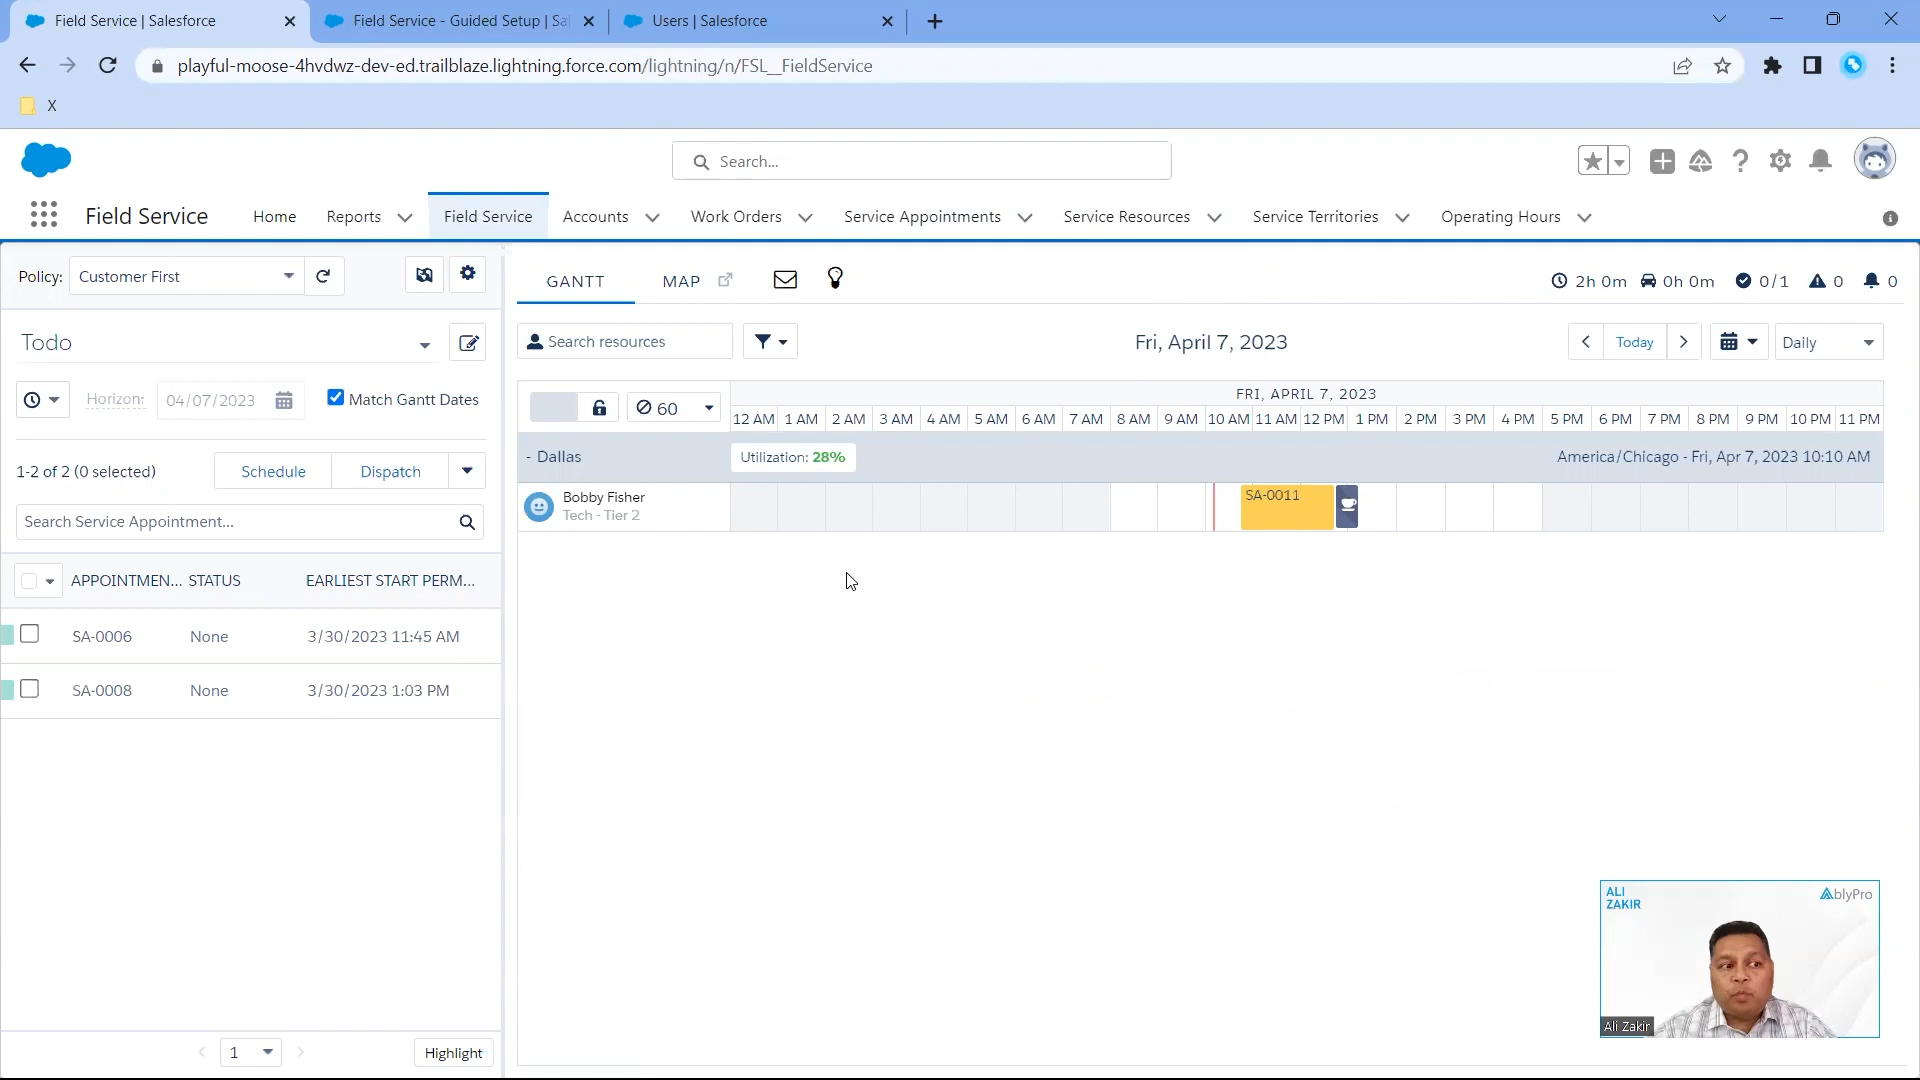 Field Service | Salesforce
Field Service - Guided Setup | Sal
Users | Salesforce
playful-moose-4hvdwz-dev-ed.trailblaze.lightning.force.com/lightning/n/FSL__FieldService
X
Search...
Field Service
Home
Reports
Field Service
Accounts
Work Orders
Service Appointments
Service Resources
Service Territories
Operating Hours
Policy:
Customer First
GANTT
MAP
2h 0m
0h 0m
0/1
0
0
Todo
Search resources
Fri, April 7, 2023
Today
Daily
Horizon:
04/07/2023
Match Gantt Dates
60
FRI, APRIL 7, 2023
12 AM 1 AM 2 AM 3 AM 4 AM 5 AM 6 AM 7 AM 8 AM 9 AM 10 AM 11 AM 12 PM 1 PM 2 PM 3 PM 4 PM 5 PM 6 PM 7 PM 8 PM 9 PM 10 PM 11 PM
1-2 of 2 (0 selected)
Schedule
Dispatch
- Dallas
Utilization: 28%
America/Chicago - Fri, Apr 7, 2023 10:10 AM
Search Service Appointment...
Bobby Fisher
Tech - Tier 2
SA-0011
APPOINTMEN... STATUS EARLIEST START PERM...
SA-0006 None 3/30/2023 11:45 AM
SA-0008 None 3/30/2023 1:03 PM
1
Highlight
ALI
ZAKIR
AblyPro
Ali Zakir